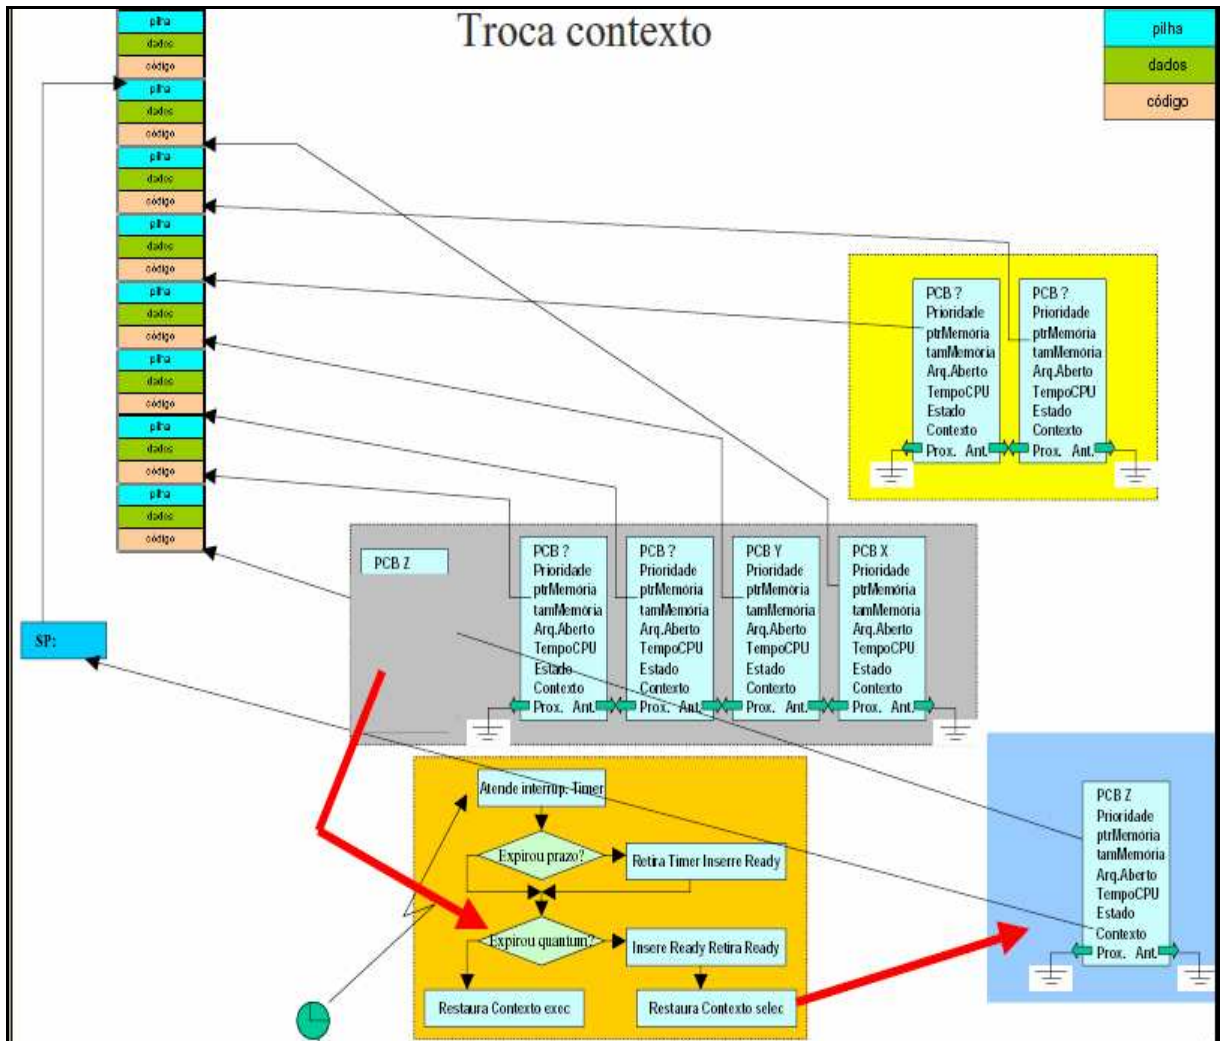 Troca contexto
pilha
dados
código
pilha
dados
código
pilha
dados
código
pilha
dados
código
pilha
dados
código
pilha
dados
código
pilha
dados
código
pilha
dados
código
pilha
dados
código
SP:
PCB ?
Prioridade
ptrMemória
tamMemória
Arq.Aberto
TempoCPU
Estado
Contexto
Prox. Ant.
PCB ?
Prioridade
ptrMemória
tamMemória
Arq.Aberto
TempoCPU
Estado
Contexto
Prox. Ant.
PCB Z
PCB ?
Prioridade
ptrMemória
tamMemória
Arq.Aberto
TempoCPU
Estado
Contexto
Prox. Ant.
PCB ?
Prioridade
ptrMemória
tamMemória
Arq.Aberto
TempoCPU
Estado
Contexto
Prox. Ant.
PCB Y
Prioridade
ptrMemória
tamMemória
Arq.Aberto
TempoCPU
Estado
Contexto
Prox. Ant.
PCB X
Prioridade
ptrMemória
tamMemória
Arq.Aberto
TempoCPU
Estado
Contexto
Prox. Ant.
Atende interrup. Timer
Expirou prazo?
Retira Timer Inserre Ready
Expirou quantum?
Insere Ready Retira Ready
Restaura Contexto exec
Restaura Contexto selec
PCB Z
Prioridade
ptrMemória
tamMemória
Arq.Aberto
TempoCPU
Estado
Contexto
Prox. Ant.